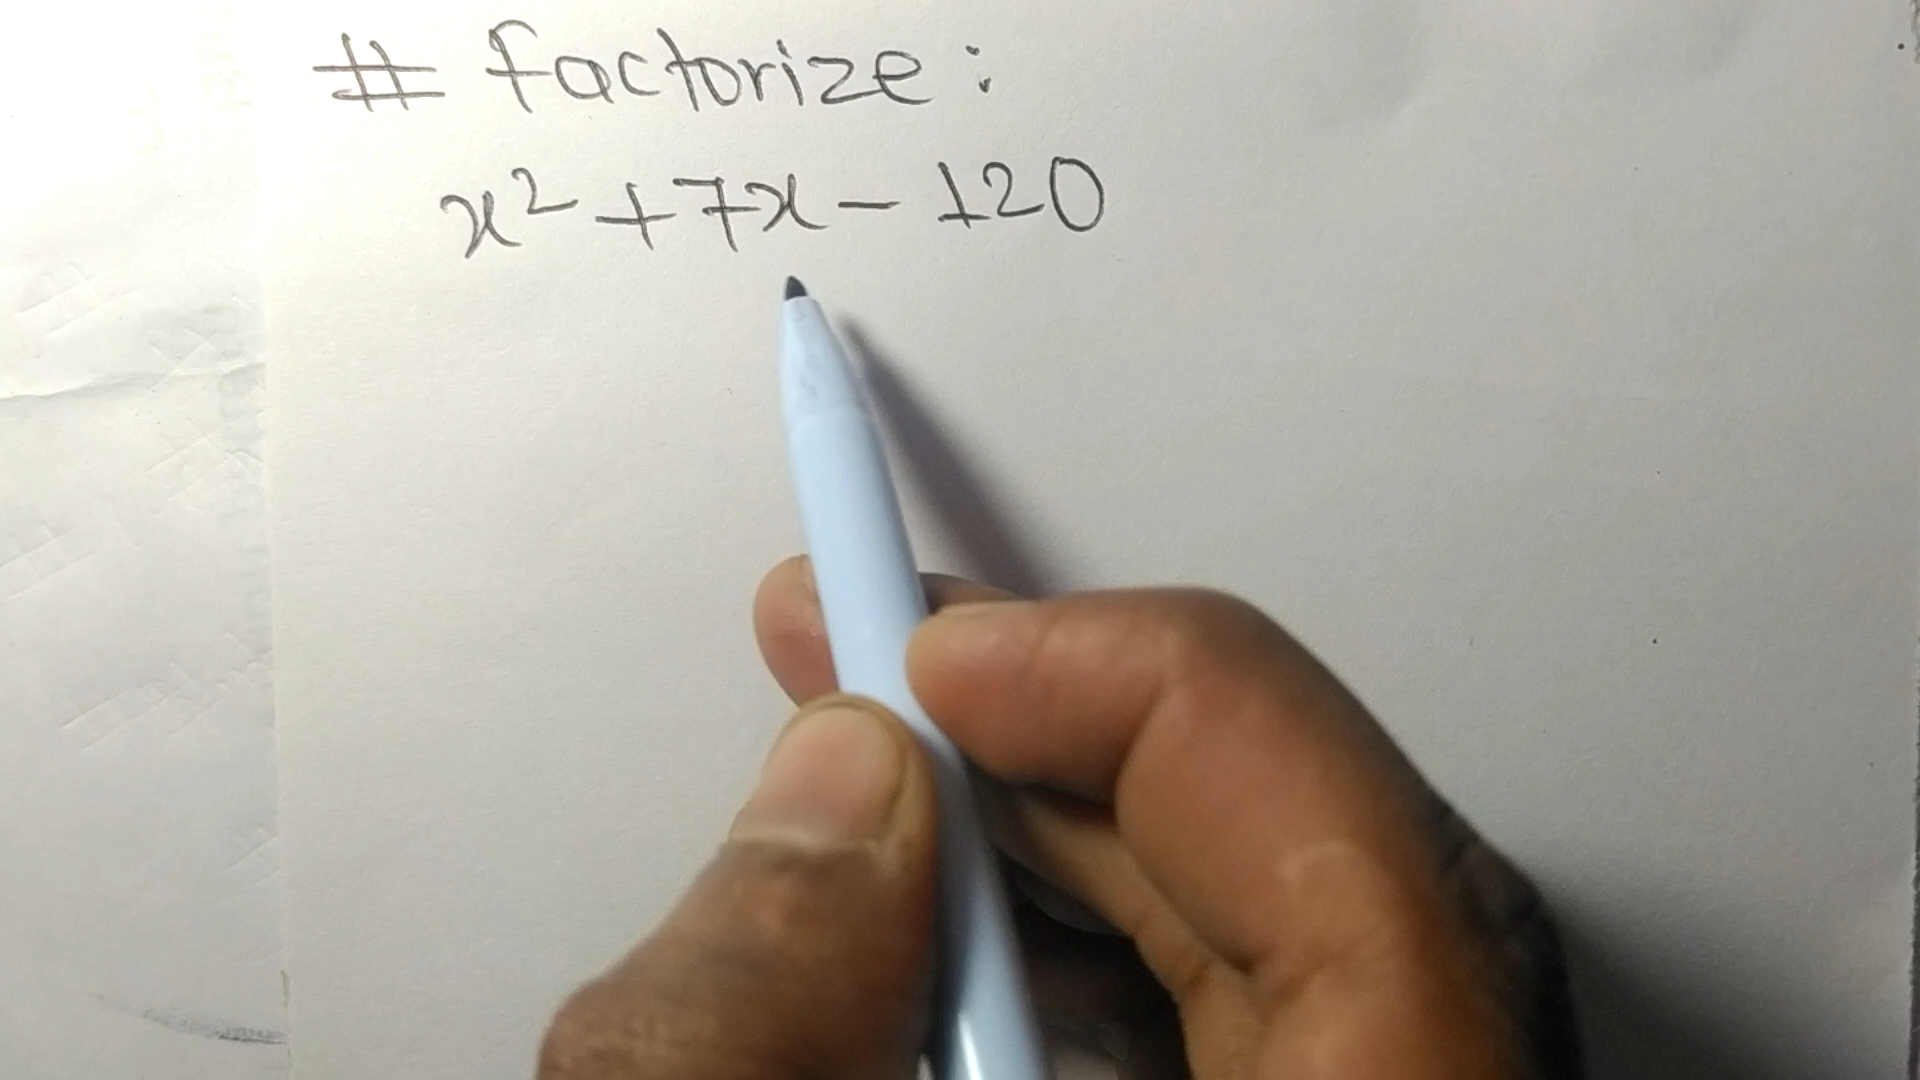 # factorize:
x² + 7x - 120